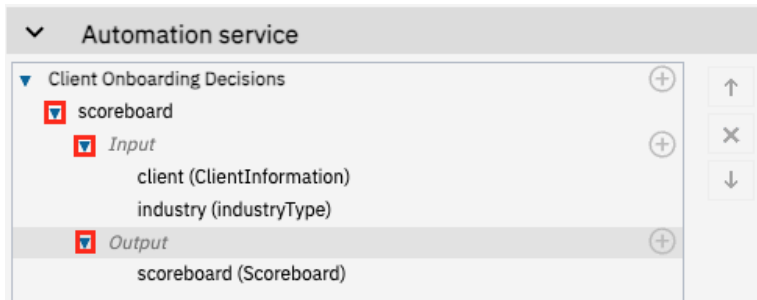 Automation service
Client Onboarding Decisions
scoreboard
Input
client (ClientInformation)
industry (industryType)
Output
scoreboard (Scoreboard)